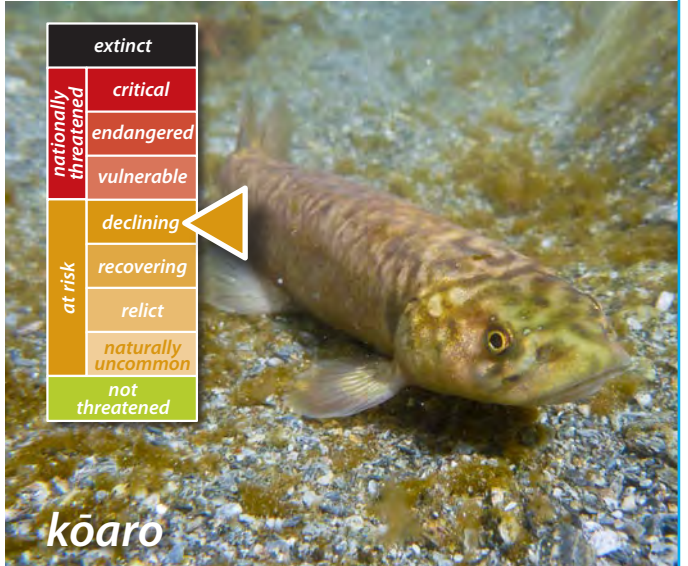 extinct
nationally
threatened
critical
endangered
vulnerable
at risk
declining
recovering
relict
naturally
uncommon
not
threatened
kōaro